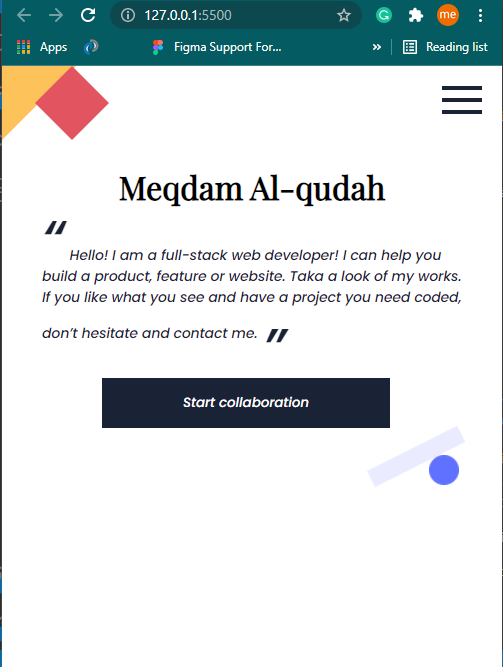 127.0.0.1:5500
me
Apps
Figma Support For...
»
Reading list
Meqdam Al-qudah
"
Hello! I am a full-stack web developer! I can help you
build a product, feature or website. Taka a look of my works.
If you like what you see and have a project you need coded,
don't hesitate and contact me. "
Start collaboration